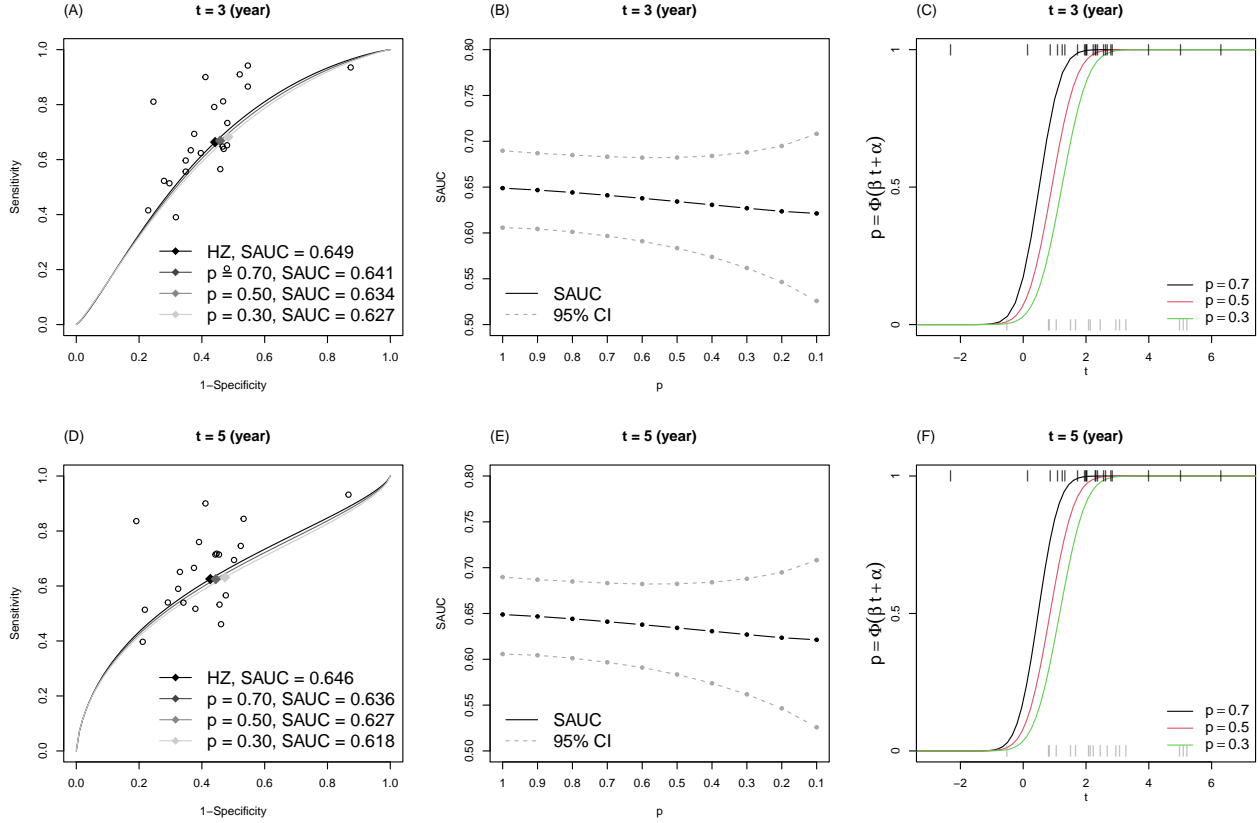 (A) t = 3 (year)
Sensitivity
1.0
0.8
0.6
0.4
0.2
0.0
HZ, SAUC = 0.649
p = 0.70, SAUC = 0.641
p = 0.50, SAUC = 0.634
p = 0.30, SAUC = 0.627
0.0 0.2 0.4 0.6 0.8 1.0
1−Specificity
(B) t = 3 (year)
SAUC
0.80
0.75
0.70
0.65
0.60
0.55
0.50
SAUC
95% CI
1 0.9 0.8 0.7 0.6 0.5 0.4 0.3 0.2 0.1
p
(C) t = 3 (year)
p = Φ(β t + α)
1
0.5
0
p = 0.7
p = 0.5
p = 0.3
−2 0 2 4 6
t
(D) t = 5 (year)
Sensitivity
1.0
0.8
0.6
0.4
0.2
0.0
HZ, SAUC = 0.646
p = 0.70, SAUC = 0.636
p = 0.50, SAUC = 0.627
p = 0.30, SAUC = 0.618
0.0 0.2 0.4 0.6 0.8 1.0
1−Specificity
(E) t = 5 (year)
SAUC
0.80
0.75
0.70
0.65
0.60
0.55
0.50
SAUC
95% CI
1 0.9 0.8 0.7 0.6 0.5 0.4 0.3 0.2 0.1
p
(F) t = 5 (year)
p = Φ(β t + α)
1
0.5
0
p = 0.7
p = 0.5
p = 0.3
−2 0 2 4 6
t